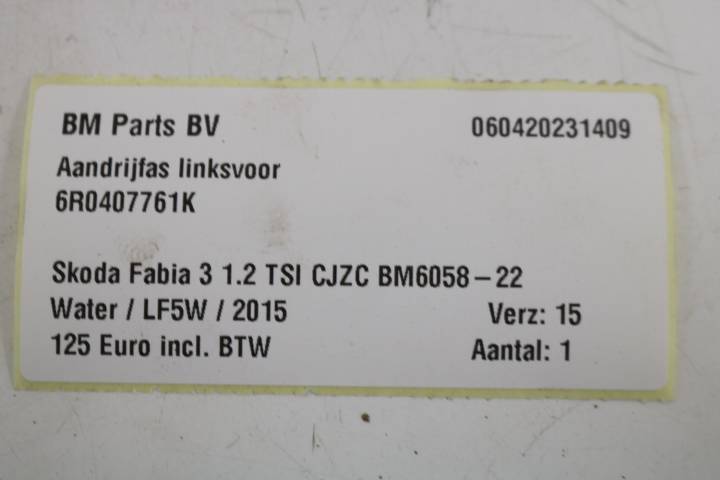 BM Parts BV 060420231409
Aandrijfas linksvoor
6R0407761K
Skoda Fabia 3 1.2 TSI CJZC BM6058-22
Water / LF5W / 2015 Verz: 15
125 Euro incl. BTW Aantal: 1